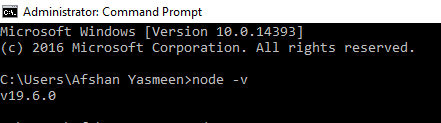 Administrator: Command Prompt
Microsoft Windows [Version 10.0.14393]
(c) 2016 Microsoft Corporation. All rights reserved.
C:\Users\Afshan Yasmeen>node -v
v19.6.0